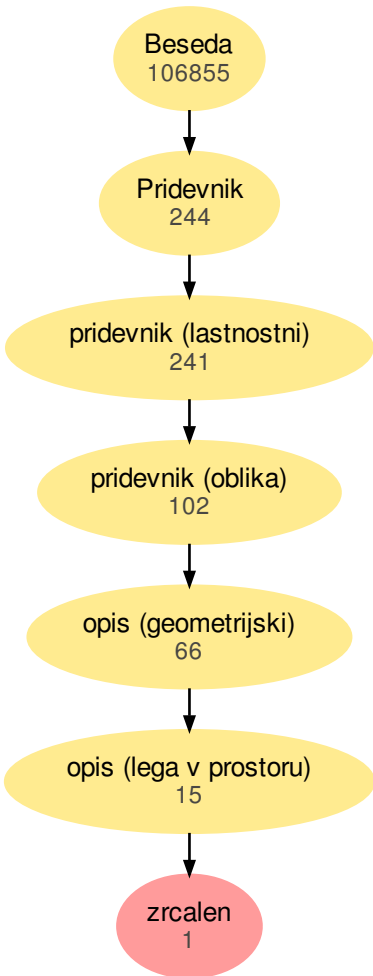 Beseda
106855
Pridevnik
244
pridevnik (lastnostni)
241
pridevnik (oblika)
102
opis (geometrijski)
66
opis (lega v prostoru)
15
zrcalen
1